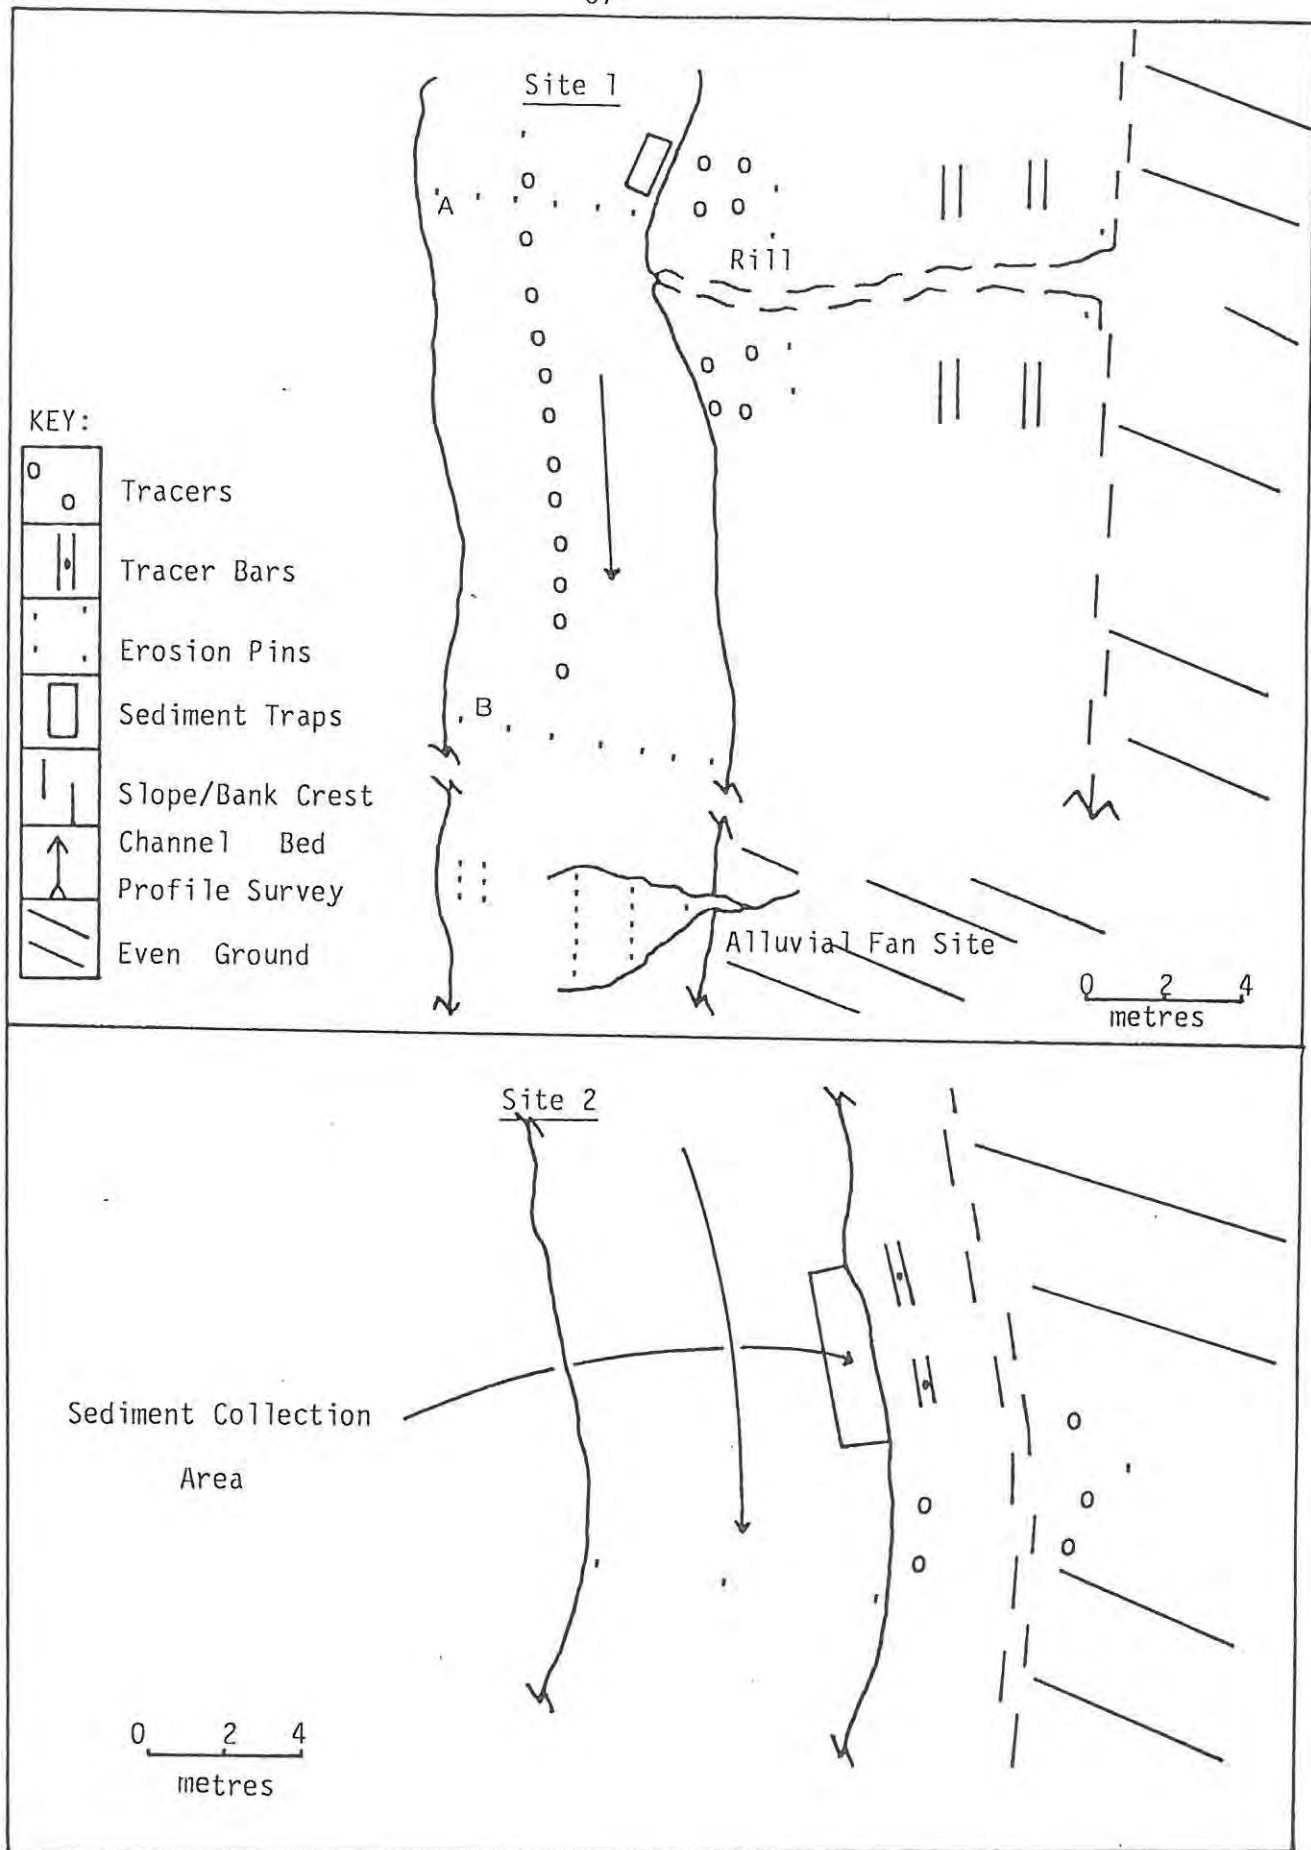 Site 1
A
Rill
KEY:
Tracers
Tracer Bars
Erosion Pins
B
Sediment Traps
Slope/Bank Crest
Channel Bed
Profile Survey
Even Ground
Alluvial Fan Site
0 2 4
metres
Site 2
Sediment Collection
Area
0 2 4
metres